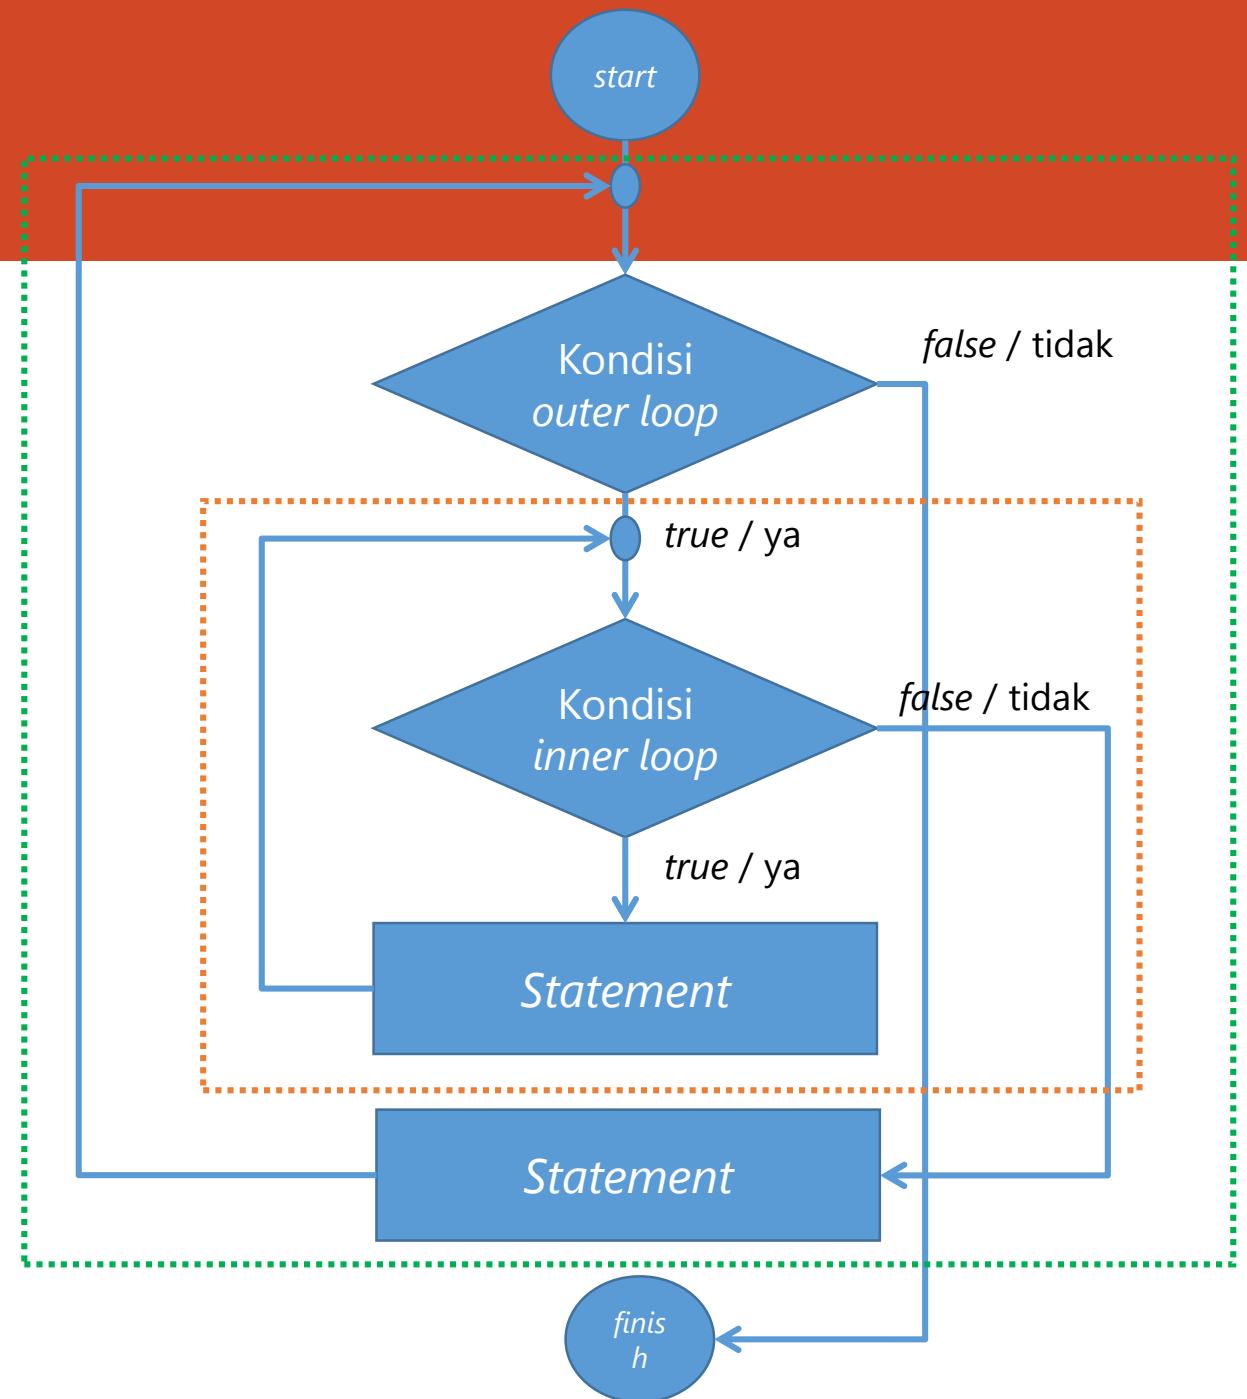 start
Kondisi
outer loop
false / tidak
true / ya
Kondisi
inner loop
false / tidak
true / ya
Statement
Statement
finis
h